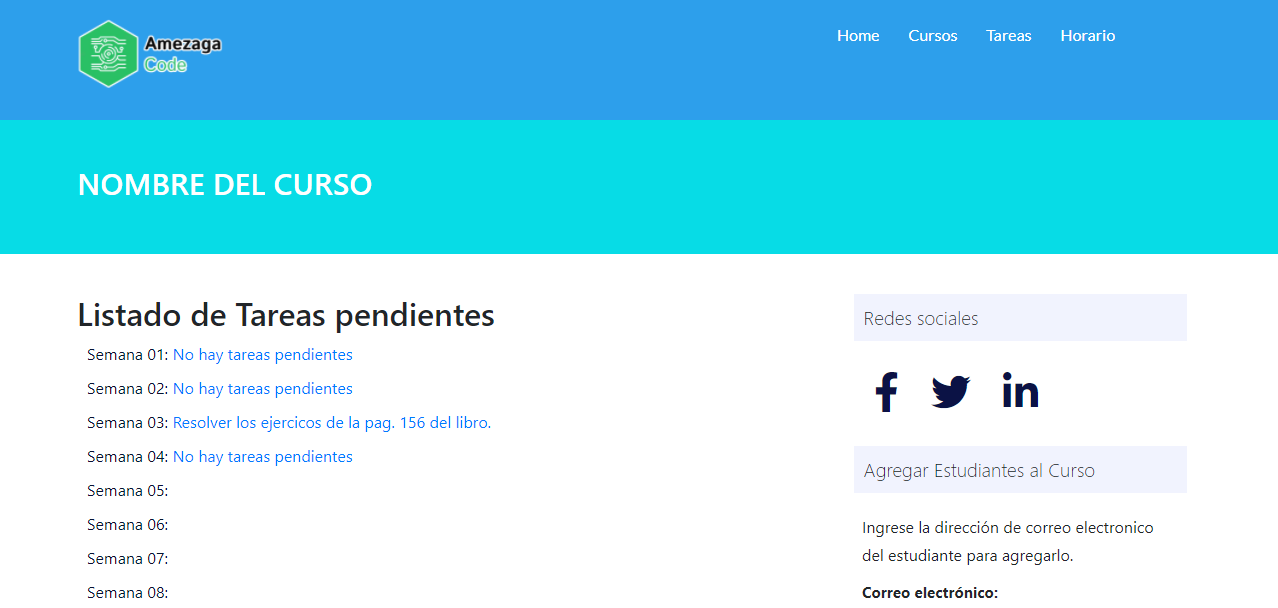 Amezaga
Code
Home Cursos Tareas Horario
NOMBRE DEL CURSO
Listado de Tareas pendientes
Semana 01: No hay tareas pendientes
Semana 02: No hay tareas pendientes
Semana 03: Resolver los ejercicos de la pag. 156 del libro.
Semana 04: No hay tareas pendientes
Semana 05:
Semana 06:
Semana 07:
Semana 08:
Redes sociales
Agregar Estudiantes al Curso
Ingrese la dirección de correo electronico
del estudiante para agregarlo.
Correo electrónico: